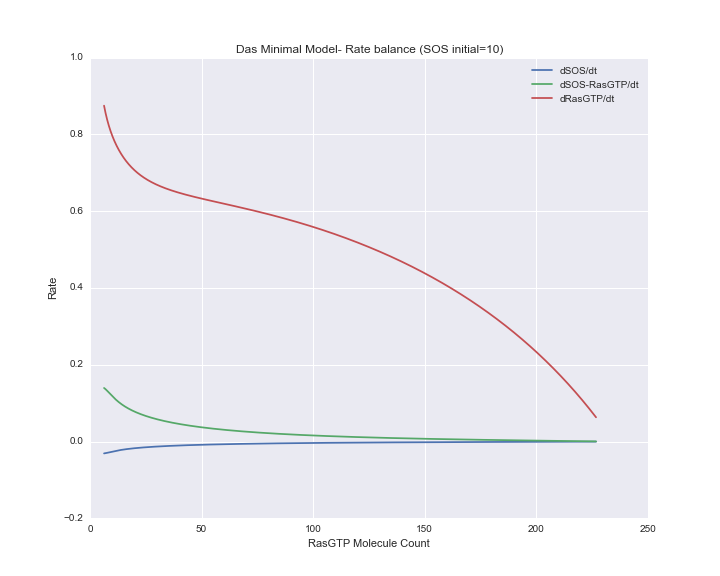 Das Minimal Model- Rate balance (SOS initial=10)
1.0
dSOS/dt
dSOS-RasGTP/dt
dRasGTP/dt
0.8
0.6
0.4
Rate
0.2
0.0
−0.2
0 50 100 150 200 250
RasGTP Molecule Count